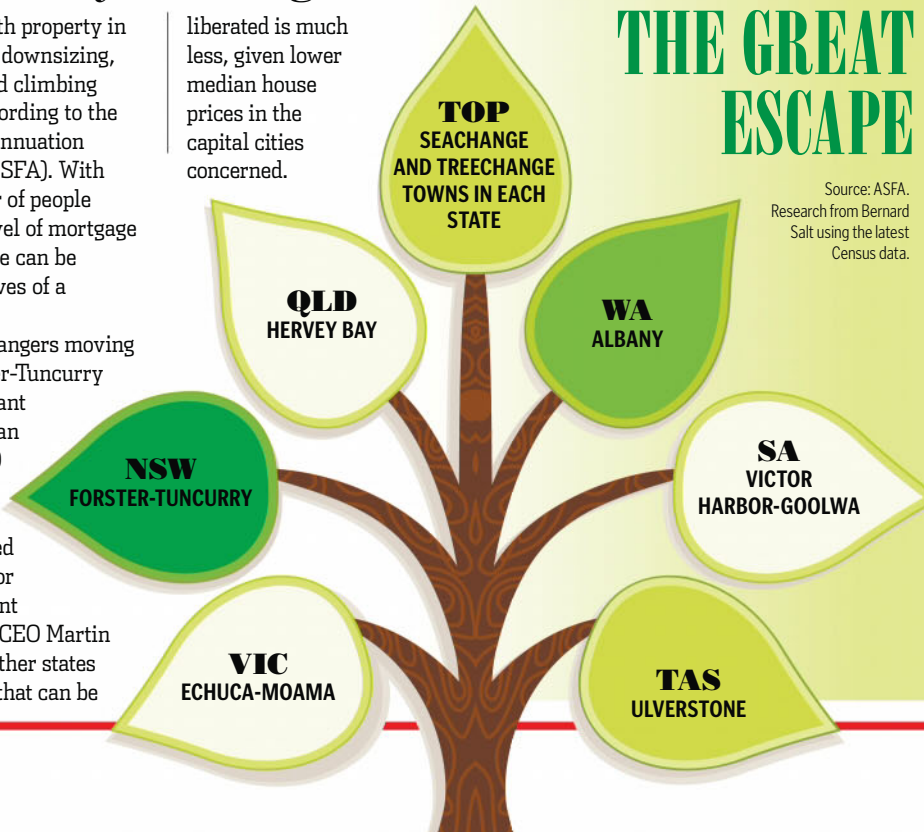 th property in
downsizing,
d climbing
ording to the
nnuation
SFA). With
r of people
vel of mortgage
e can be
ves of a
angers moving
er-Tuncurry
ant
an
)
ed
or
nt
CEO Martin
ther states
that can be
liberated is much
less, given lower
median house
prices in the
capital cities
concerned.
THE GREAT
ESCAPE
Source: ASFA.
Research from Bernard
Salt using the latest
Census data.
TOP
SEACHANGE
AND TREECHANGE
TOWNS IN EACH
STATE
QLD
HERVEY BAY
WA
ALBANY
NSW
FORSTER-TUNCURRY
SA
VICTOR
HARBOR-GOOLWA
VIC
ECHUCA-MOAMA
TAS
ULVERSTONE